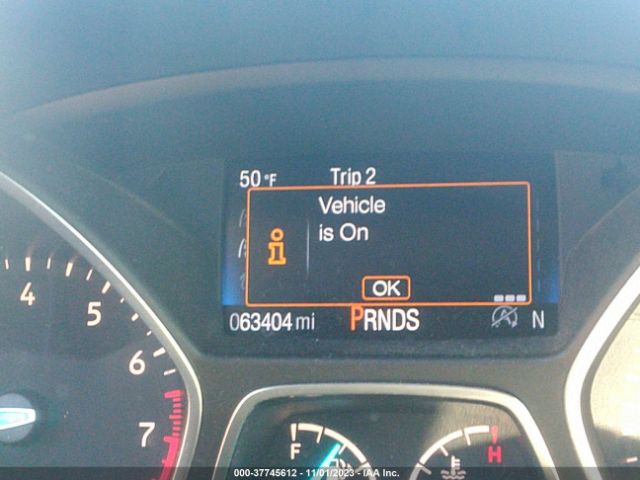 50 °F Trip 2
Vehicle
is On
i
OK
063404 mi PRNDS N
4
5
6
7
F
H
000-37745612 - 11/01/2023 - IAA Inc.